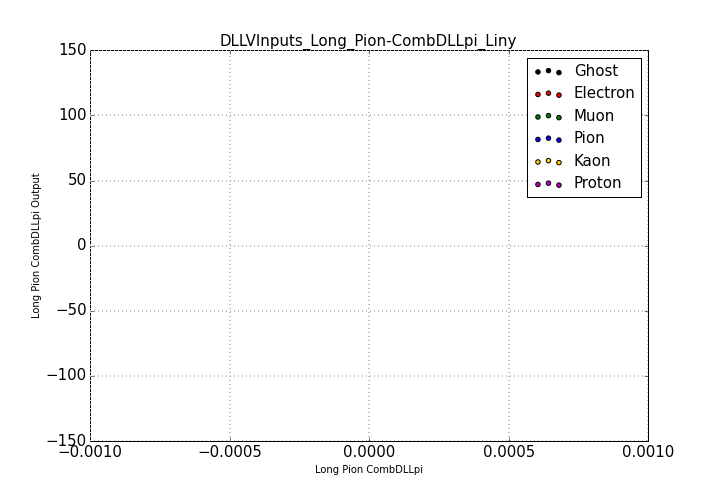 DLLVInputs_Long_Pion-CombDLLpi_Liny
150
100
50
0
−50
−100
−150
Long Pion CombDLLpi Output
Ghost
Electron
Muon
Pion
Kaon
Proton
−0.0010 −0.0005 0.0000 0.0005 0.0010
Long Pion CombDLLpi